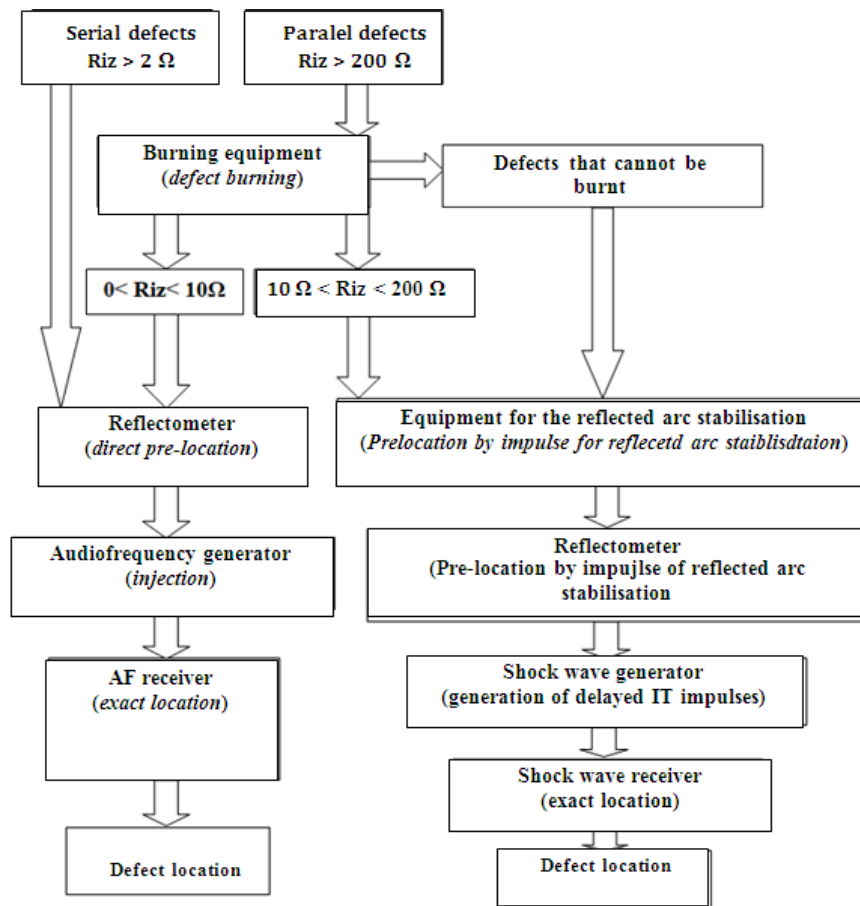 Serial defects
Riz > 2 Ω
Paralel defects
Riz > 200 Ω
Burning equipment
(defect burning)
Defects that cannot be
burnt
0< Riz< 10Ω
10 Ω < Riz < 200 Ω
Reflectometer
(direct pre-location)
Equipment for the reflected arc stabilisation
(Prelocation by impulse for reflecetd arc staiblisdtaion)
Audiofrequency generator
(injection)
Reflectometer
(Pre-location by impujlse of reflected arc
stabilisation
AF receiver
(exact location)
Shock wave generator
(generation of delayed IT impulses)
Shock wave receiver
(exact location)
Defect location
Defect location